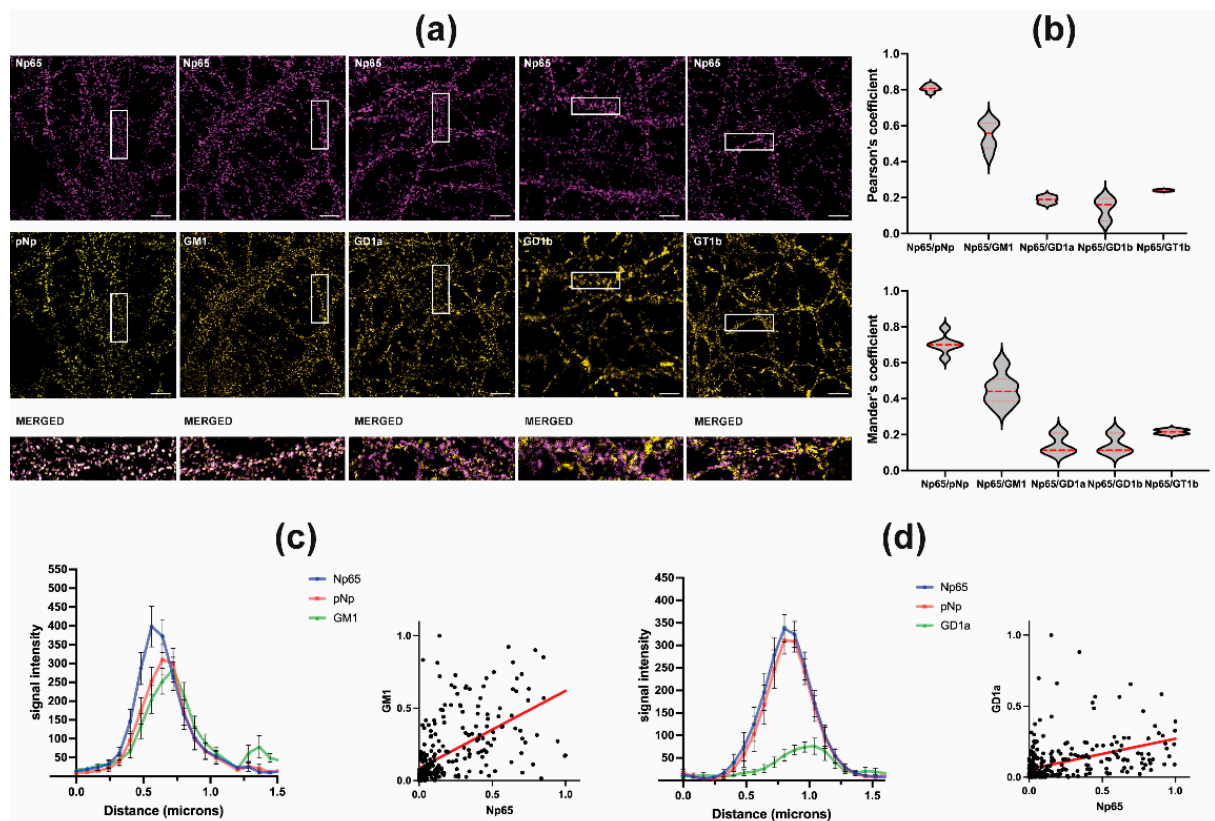 (a)
Np65 Np65 Np65 Np65 Np65
pNp GM1 GD1a GD1b GT1b
MERGED MERGED MERGED MERGED MERGED
(b)
Pearson's coefficient
1.0
0.8
0.6
0.4
0.2
0.0
Np65/pNp Np65/GM1 Np65/GD1a Np65/GD1b Np65/GT1b
Mander's coefficient
1.0
0.8
0.6
0.4
0.2
0.0
Np65/pNp Np65/GM1 Np65/GD1a Np65/GD1b Np65/GT1b
(c)
signal intensity
550
500
450
400
350
300
250
200
150
100
50
0.0 0.5 1.0 1.5
Distance (microns)
Np65
pNp
GM1
GM1
1.0
0.5
0.0
0.0 0.5 1.0
Np65
(d)
signal intensity
450
400
350
300
250
200
150
100
50
0.0 0.5 1.0 1.5
Distance (microns)
Np65
pNp
GD1a
GD1a
1.0
0.5
0.0
0.0 0.5 1.0
Np65